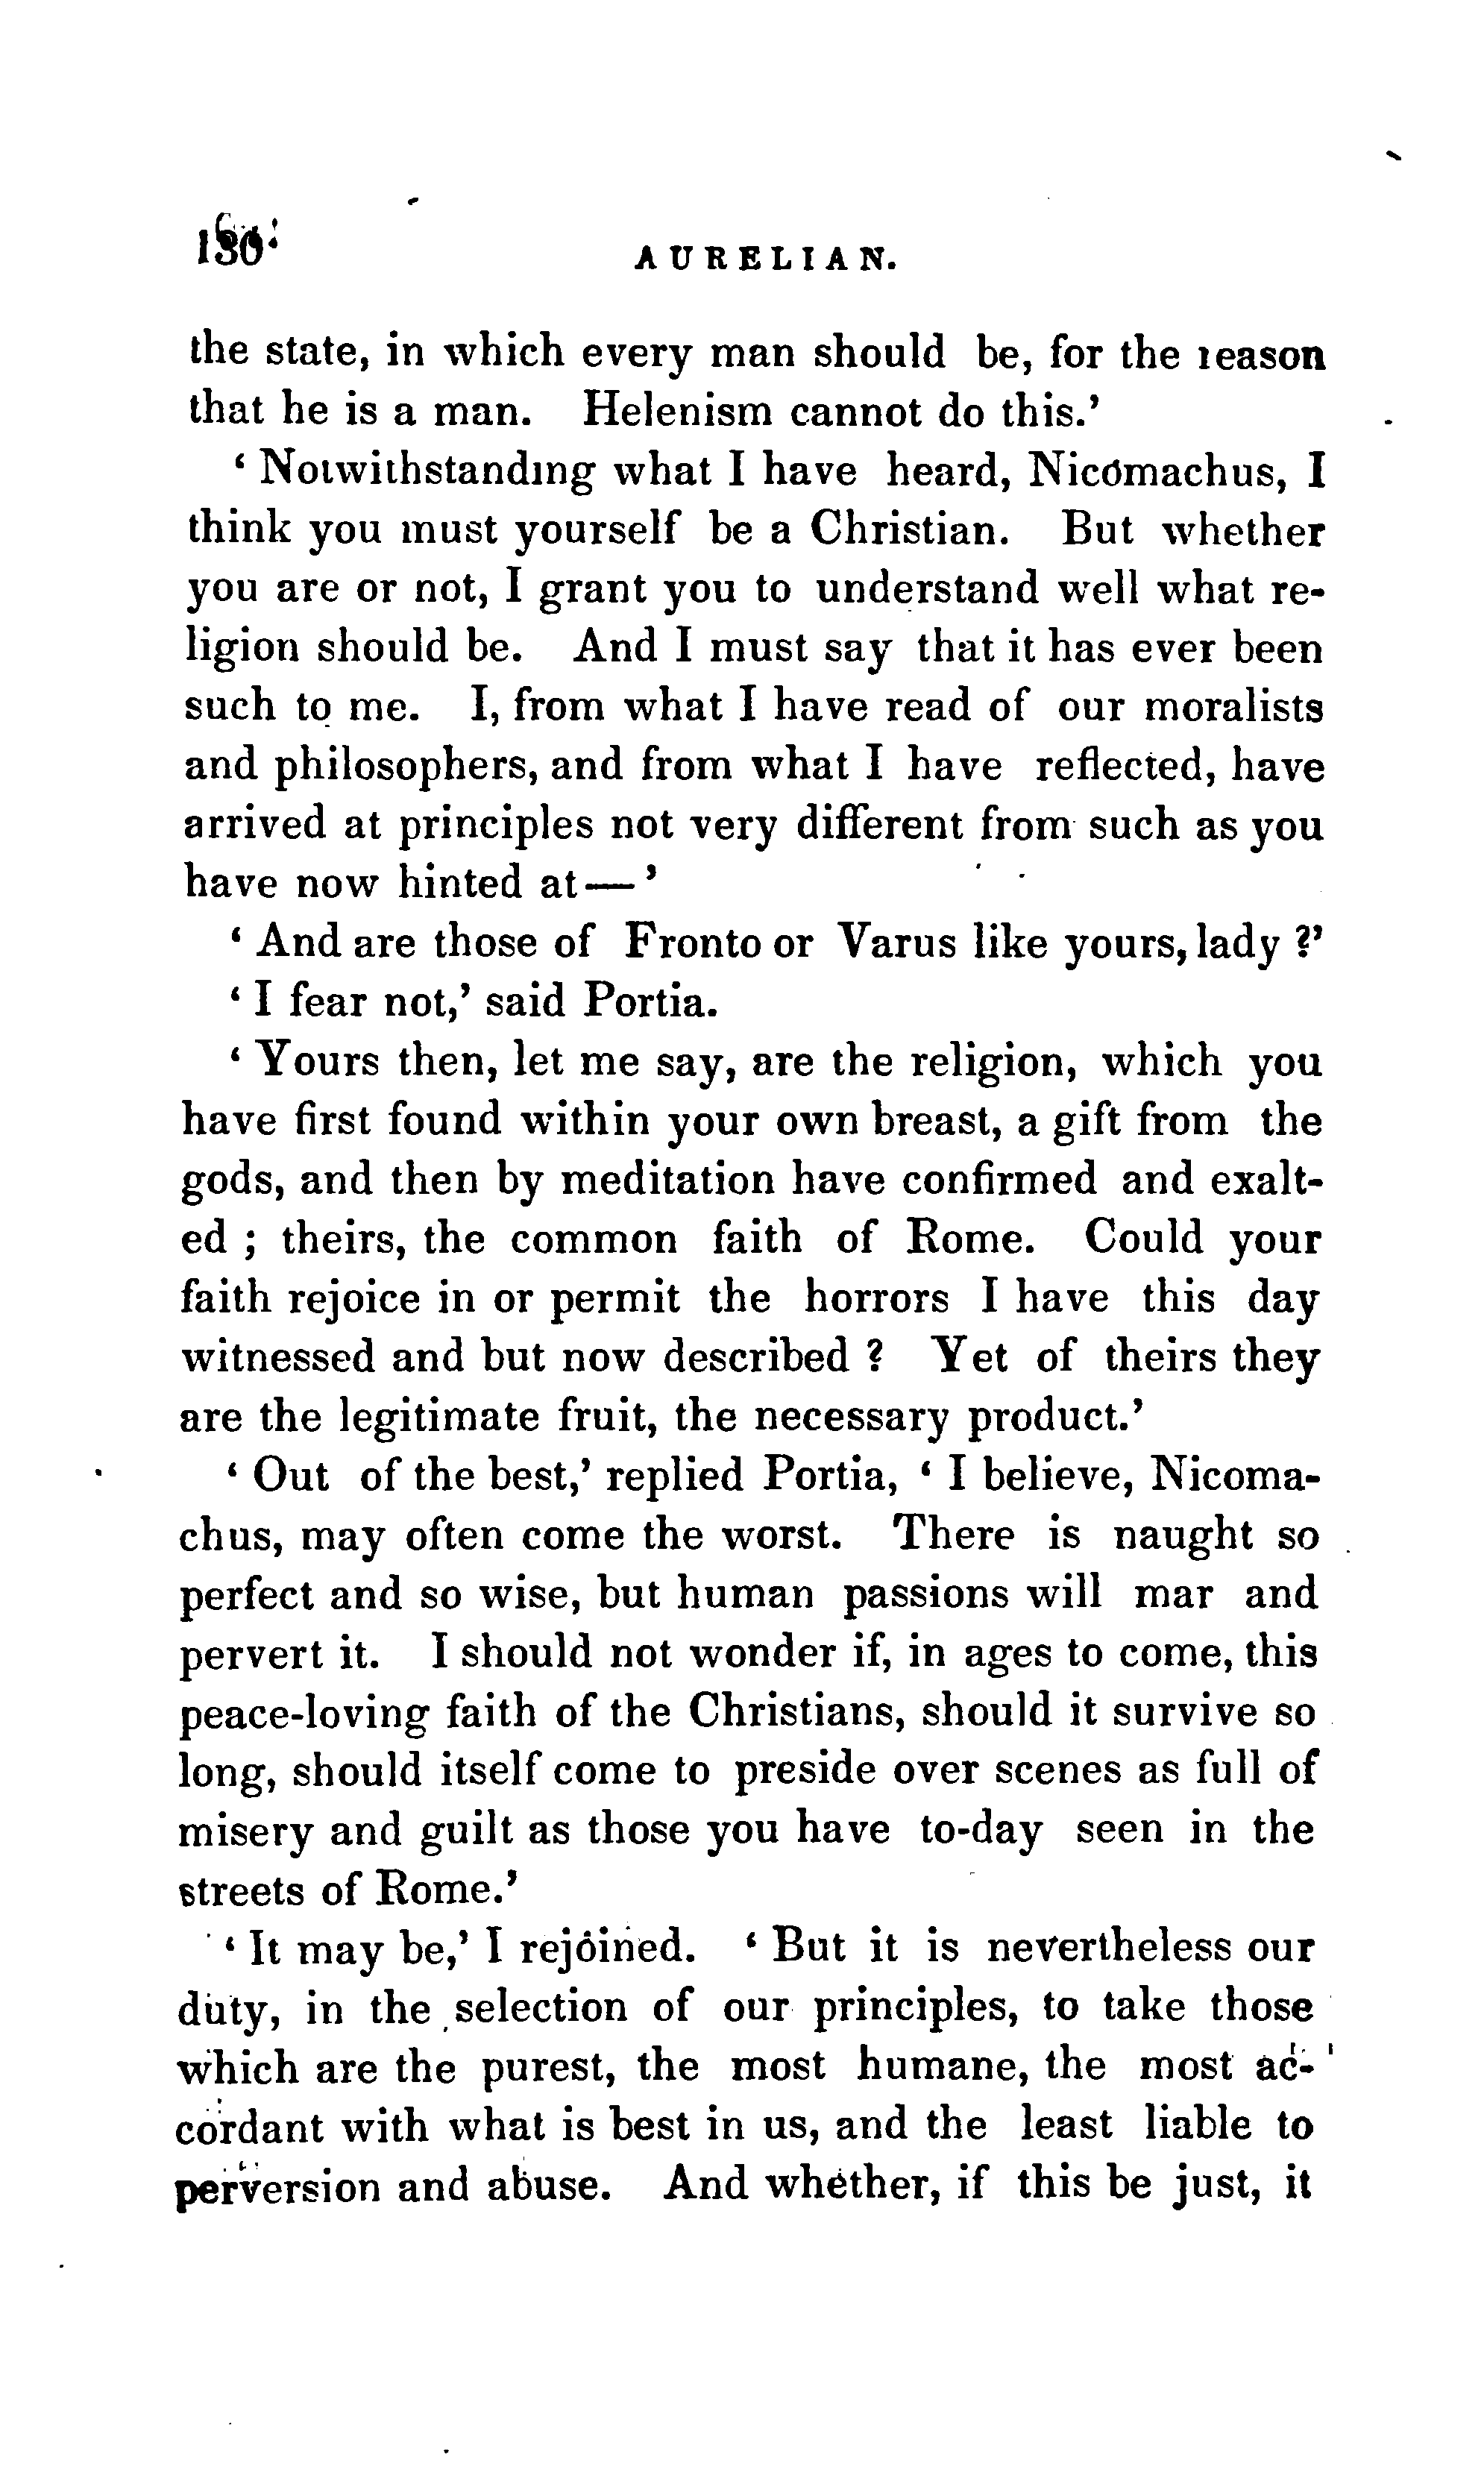 130
AURELIAN.
the state, in which every man should be, for the reason
that he is a man. Helenism cannot do this.'
‘ Notwithstanding what I have heard, Nicomachus, I
think you must yourself be a Christian. But whether
you are or not, I grant you to understand well what re-
ligion should be. And I must say that it has ever been
such to me. I, from what I have read of our moralists
and philosophers, and from what I have reflected, have
arrived at principles not very different from such as you
have now hinted at—’
‘ And are those of Fronto or Varus like yours, lady ?’
‘ I fear not,’ said Portia.
‘ Yours then, let me say, are the religion, which you
have first found within your own breast, a gift from the
gods, and then by meditation have confirmed and exalt-
ed ; theirs, the common faith of Rome. Could your
faith rejoice in or permit the horrors I have this day
witnessed and but now described ? Yet of theirs they
are the legitimate fruit, the necessary product.’
‘ Out of the best,’ replied Portia, ‘ I believe, Nicoma-
chus, may often come the worst. There is naught so
perfect and so wise, but human passions will mar and
pervert it. I should not wonder if, in ages to come, this
peace-loving faith of the Christians, should it survive so
long, should itself come to preside over scenes as full of
misery and guilt as those you have to-day seen in the
streets of Rome.’
‘ It may be,’ I rejoined. ‘ But it is nevertheless our
duty, in the selection of our principles, to take those
which are the purest, the most humane, the most ac-
cordant with what is best in us, and the least liable to
perversion and abuse. And whether, if this be just, it